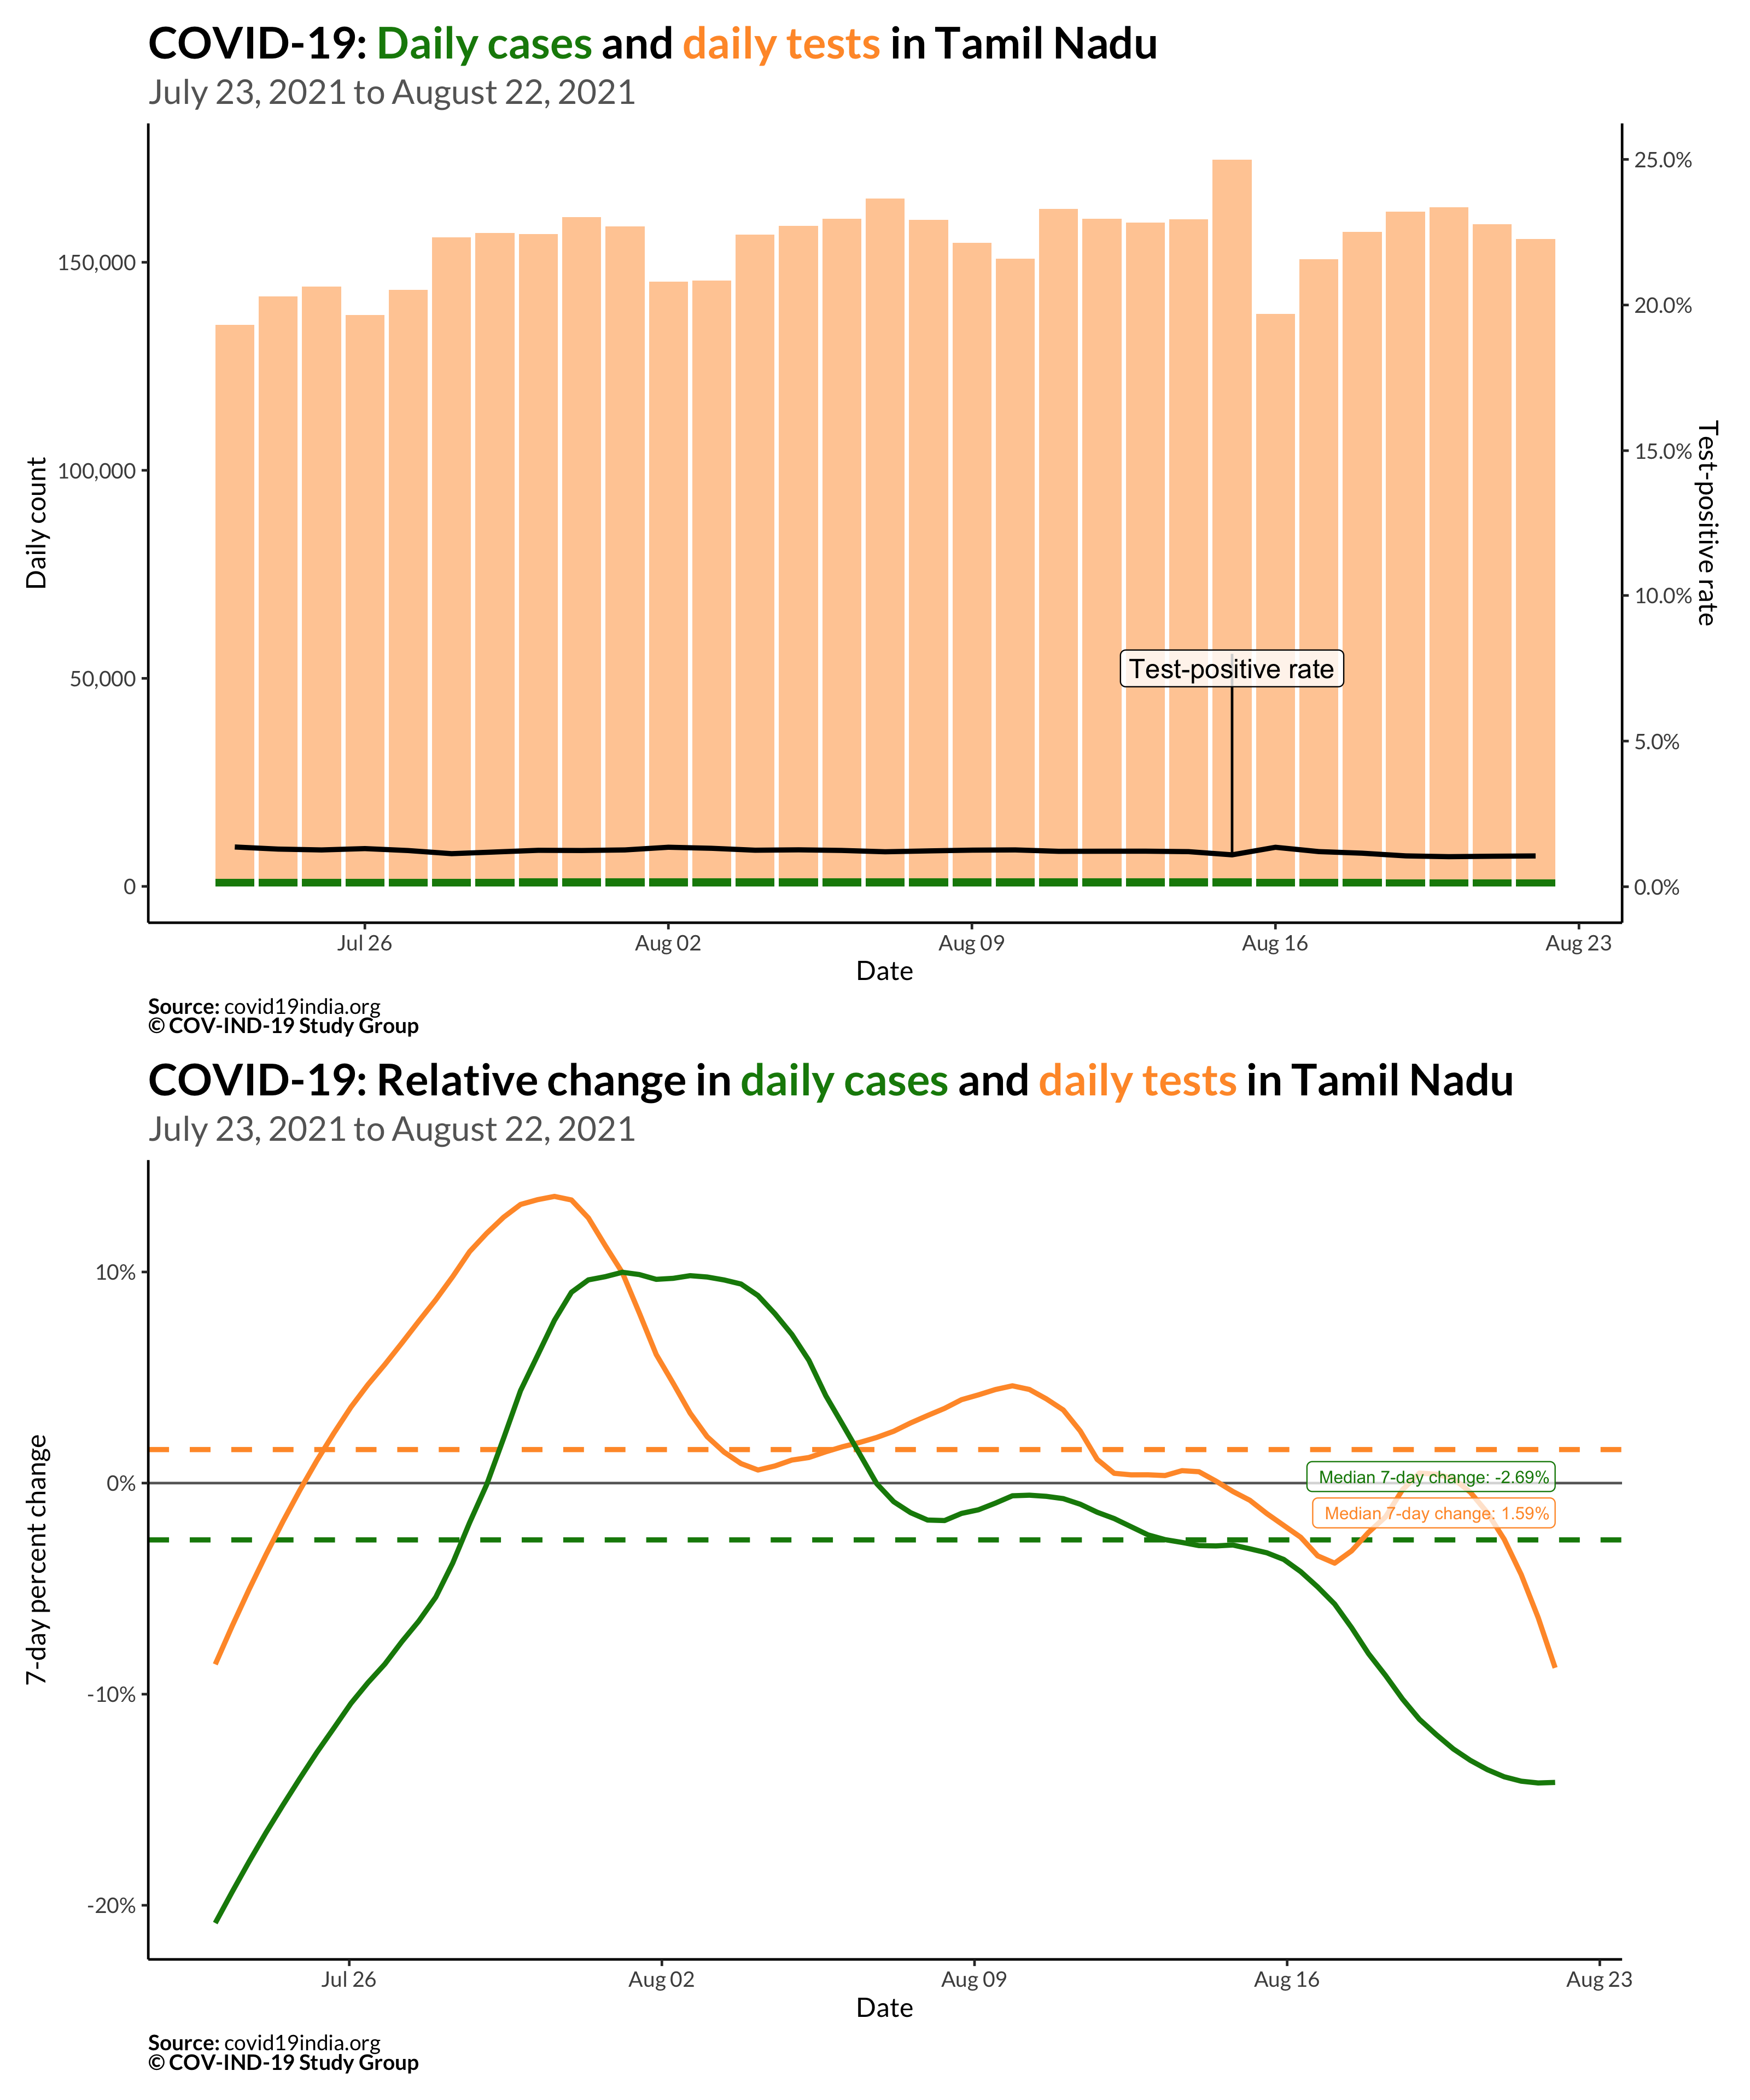 COVID-19: Daily cases and daily tests in Tamil Nadu
July 23, 2021 to August 22, 2021
Daily count
150,000
100,000
50,000
0
25.0%
20.0%
15.0%
10.0%
5.0%
0.0%
Test-positive rate
Test-positive rate
Jul 26
Aug 02
Aug 09
Aug 16
Aug 23
Date
Source: covid19india.org
© COV-IND-19 Study Group
COVID-19: Relative change in daily cases and daily tests in Tamil Nadu
July 23, 2021 to August 22, 2021
7-day percent change
10%
0%
-10%
-20%
Median 7-day change: -2.69%
Median 7-day change: 1.59%
Jul 26
Aug 02
Aug 09
Aug 16
Aug 23
Date
Source: covid19india.org
© COV-IND-19 Study Group